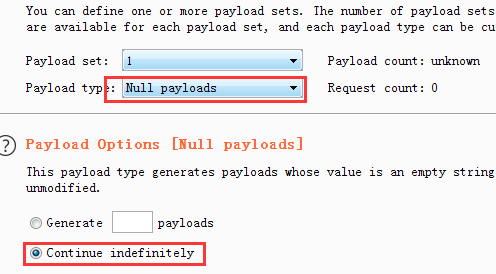 You can define one or more payload sets. The number of payload sets
are available for each payload set, and each payload type can be cu
Payload set: 1 Payload count: unknown
Payload type: Null payloads Request count: 0
? Payload Options [Null payloads]
This payload type generates payloads whose value is an empty string
unmodified.
Generate payloads
Continue indefinitely